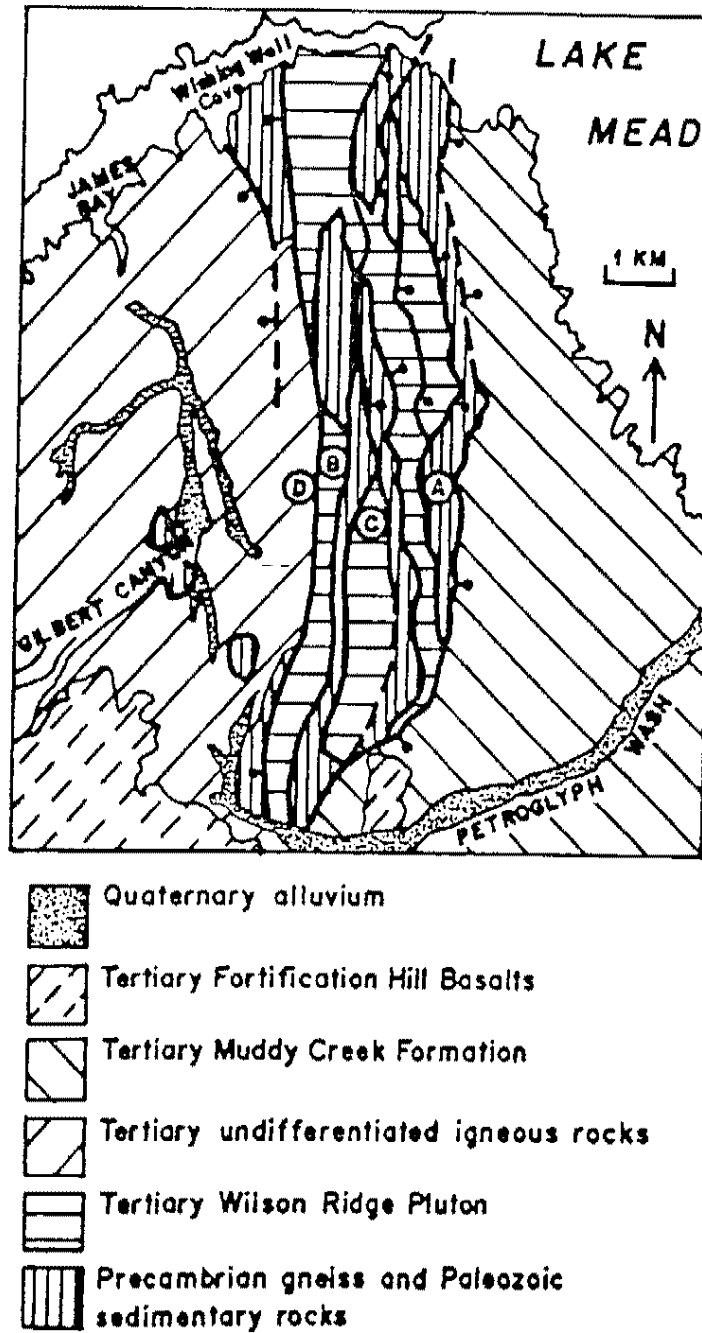 LAKE
MEAD
Wishing Well
Cove
JAMES
BAY
1 KM
N
B
D
A
C
GILBERT CANYON
PETROGLYPH WASH
Quaternary alluvium
Tertiary Fortification Hill Basalts
Tertiary Muddy Creek Formation
Tertiary undifferentiated igneous rocks
Tertiary Wilson Ridge Pluton
Precambrian gneiss and Paleozoic
sedimentary rocks